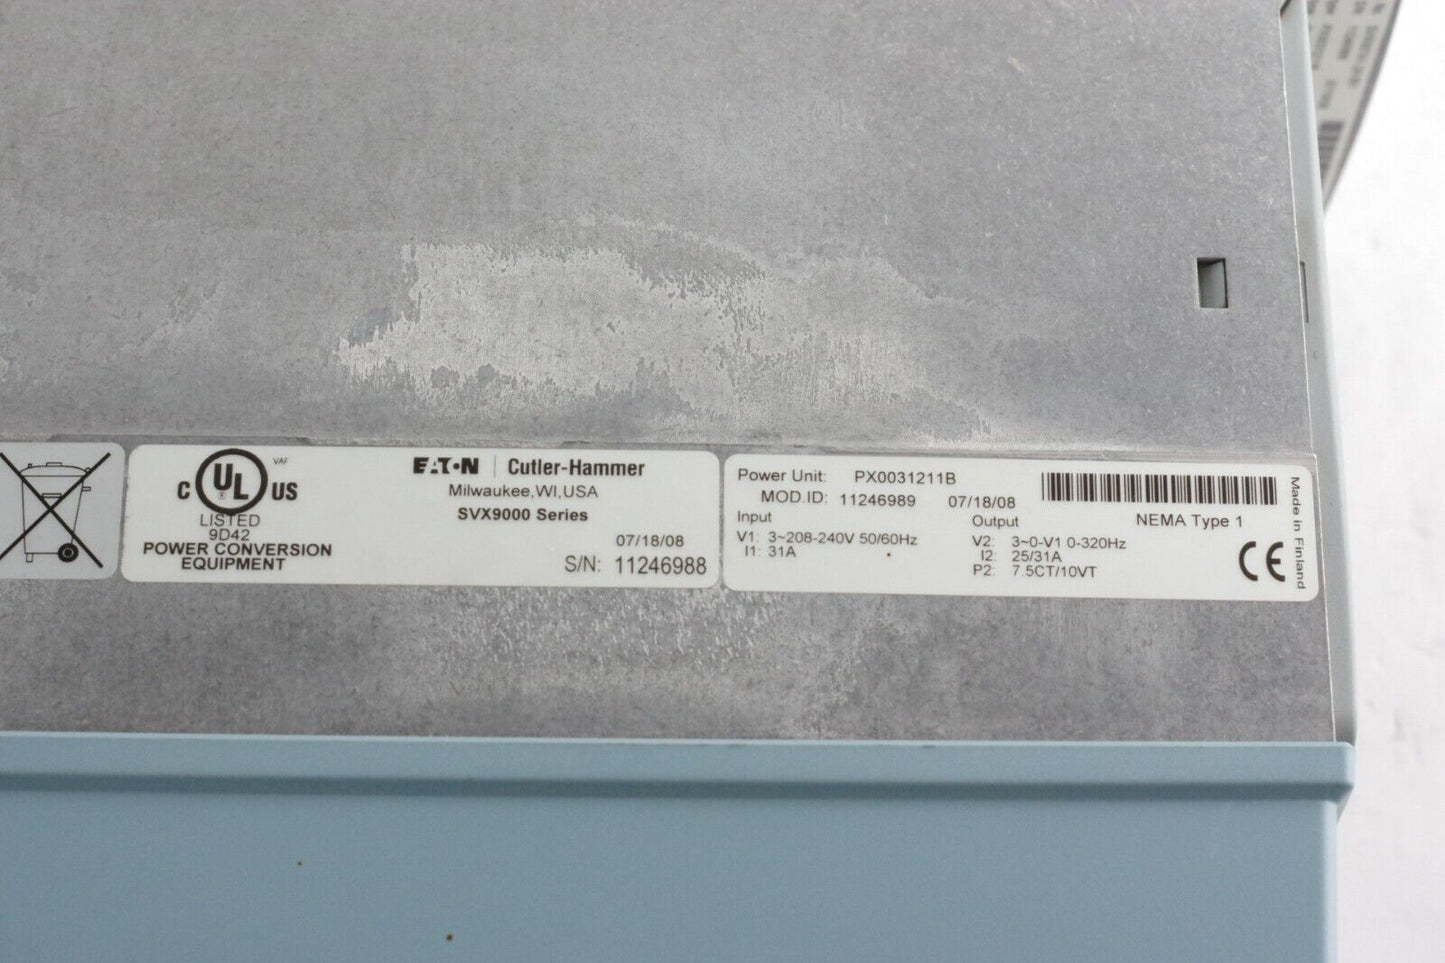 C UL US
VAF
LISTED
9D42
POWER CONVERSION
EQUIPMENT
EATON | Cutler-Hammer
Milwaukee, WI, USA
SVX9000 Series
07/18/08
S/N: 11246988
Power Unit: PX0031211B
MOD.ID: 11246989 07/18/08
Input
V1: 3~208-240V 50/60Hz
I1: 31A
Output
V2: 3~0-V1 0-320Hz
I2: 25/31A
P2: 7.5CT/10VT
NEMA Type 1
CE
Made in Finland